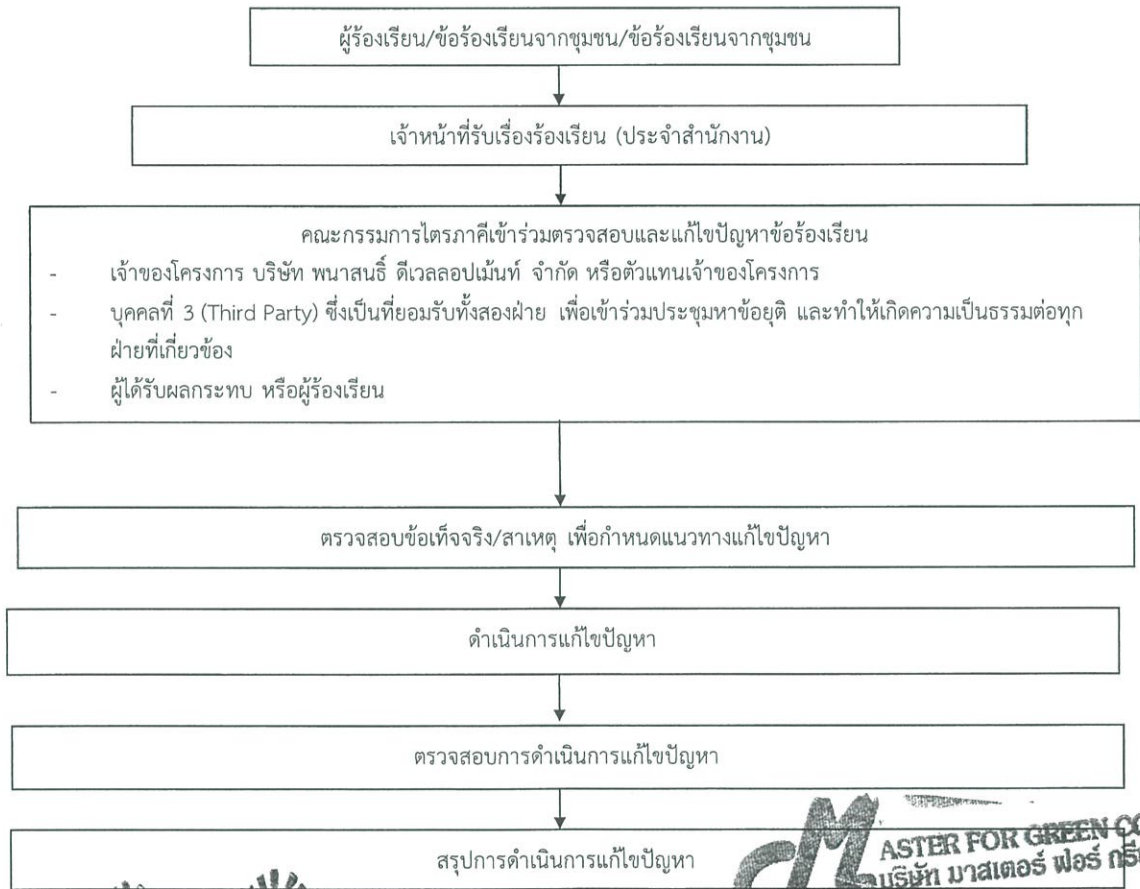 ผู้ร้องเรียน/ข้อร้องเรียนจากชุมชน/ข้อร้องเรียนจากชุมชน
เจ้าหน้าที่รับเรื่องร้องเรียน (ประจำสำนักงาน)
คณะกรรมการไตรภาคีเข้าร่วมตรวจสอบและแก้ไขปัญหาข้อร้องเรียน
- เจ้าของโครงการ บริษัท พนาสนธิ์ ดีเวลลอปเม้นท์ จำกัด หรือตัวแทนเจ้าของโครงการ
- บุคคลที่ 3 (Third Party) ซึ่งเป็นที่ยอมรับทั้งสองฝ่าย เพื่อเข้าร่วมประชุมหาข้อยุติ และทำให้เกิดความเป็นธรรมต่อทุก
ฝ่ายที่เกี่ยวข้อง
- ผู้ได้รับผลกระทบ หรือผู้ร้องเรียน
ตรวจสอบข้อเท็จจริง/สาเหตุ เพื่อกำหนดแนวทางแก้ไขปัญหา
ดำเนินการแก้ไขปัญหา
ตรวจสอบการดำเนินการแก้ไขปัญหา
สรุปการดำเนินการแก้ไขปัญหา
ASTER FOR GREEN
บริษัท มาสเตอร์ ฟอร์